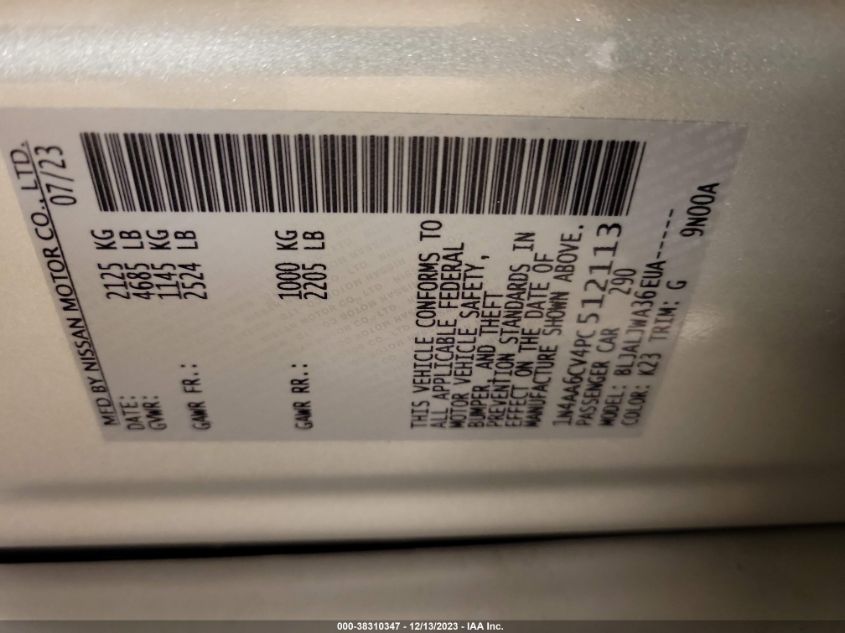 MFD BY NISSAN MOTOR CO., LTD.
DATE: 07/23
GVWR: 2125 KG
4685 LB
GAWR FR.: 1145 KG
2524 LB
GAWR RR.: 1000 KG
2205 LB
THIS VEHICLE CONFORMS TO
ALL APPLICABLE FEDERAL
MOTOR VEHICLE SAFETY,
BUMPER, AND THEFT
PREVENTION STANDARDS IN
EFFECT ON THE DATE OF
MANUFACTURE SHOWN ABOVE.
1N4AA6CV4PC512113
PASSENGER CAR 290
MODEL: BLJALJWA36EUA-----
COLOR: K23 TRIM: G 9N00A
000-38310347 - 12/13/2023 - IAA Inc.